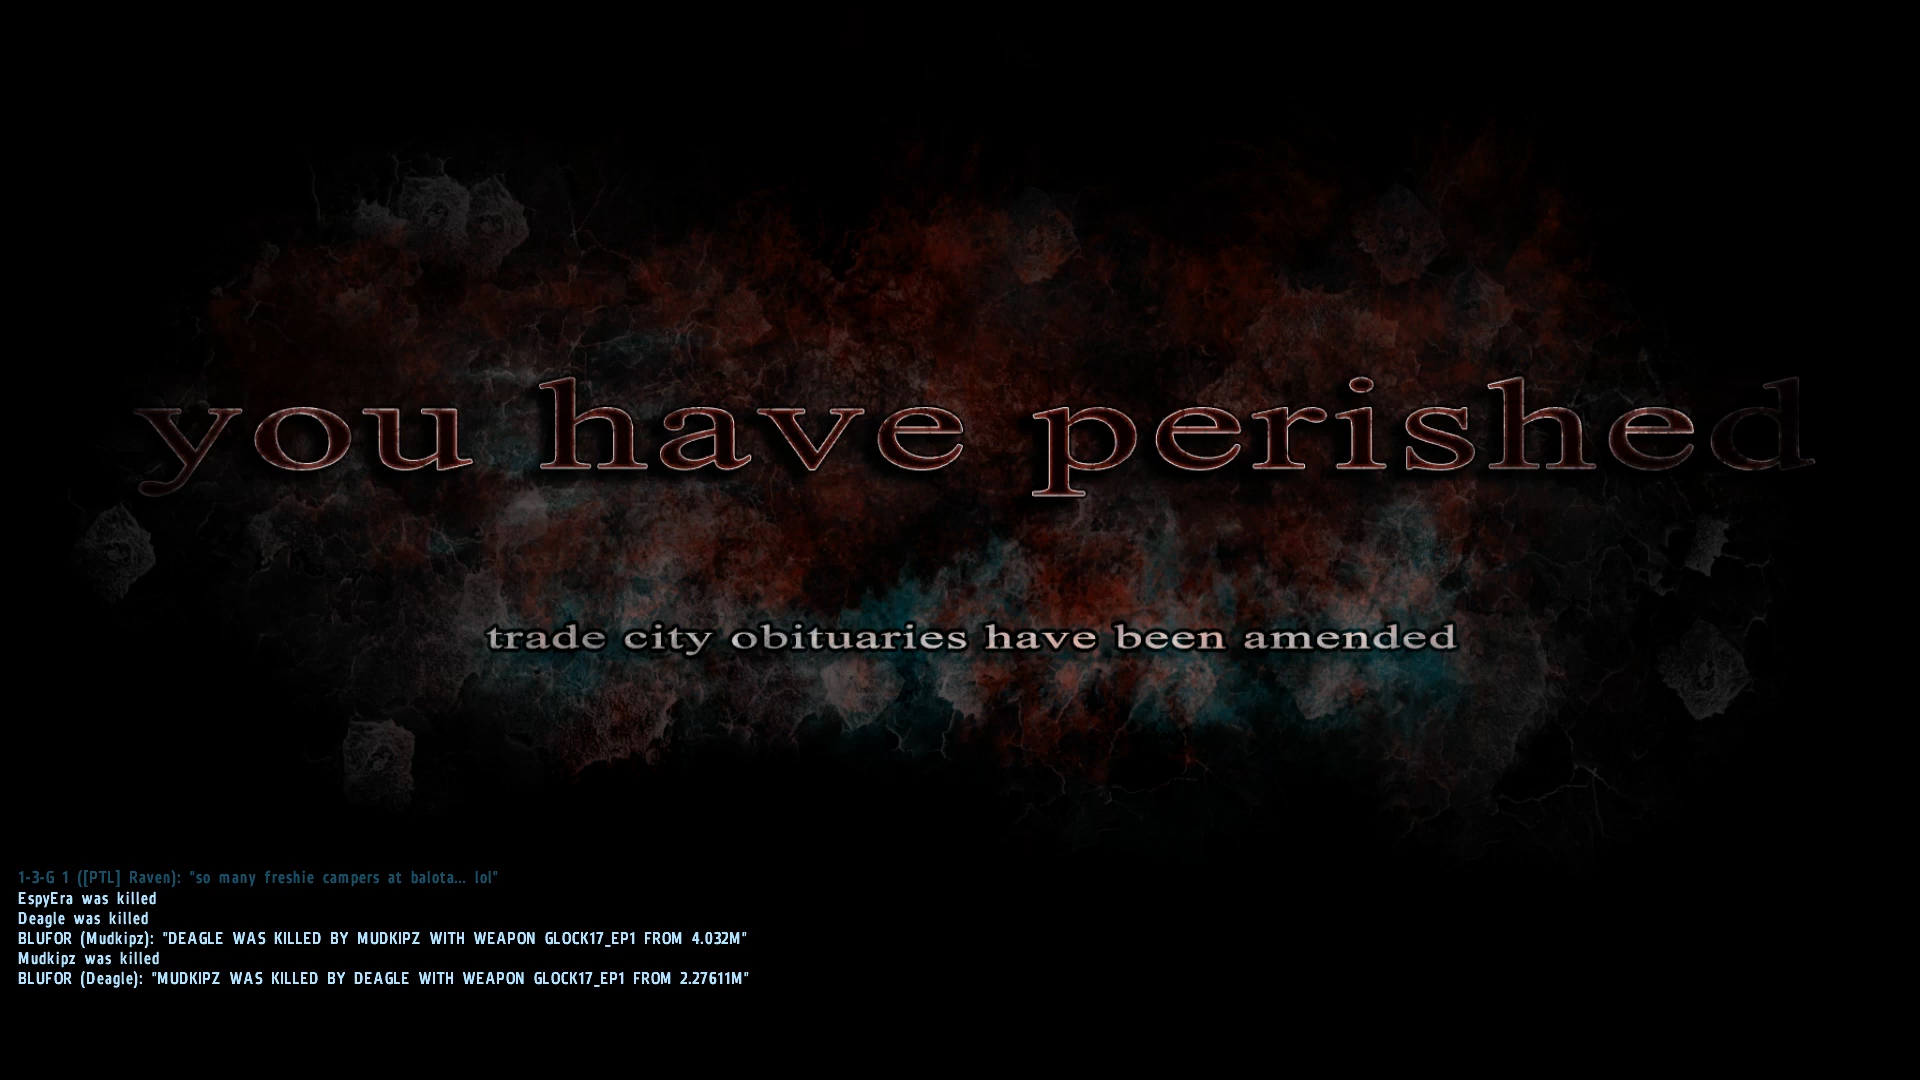 you have perished
trade city obituaries have been amended
1-3-G 1 ([PTL] Raven): "so many freshie campers at balota... lol"
EspyEra was killed
Deagle was killed
BLUFOR (Mudkipz): "DEAGLE WAS KILLED BY MUDKIPZ WITH WEAPON GLOCK17_EP1 FROM 4.032M"
Mudkipz was killed
BLUFOR (Deagle): "MUDKIPZ WAS KILLED BY DEAGLE WITH WEAPON GLOCK17_EP1 FROM 2.27611M"